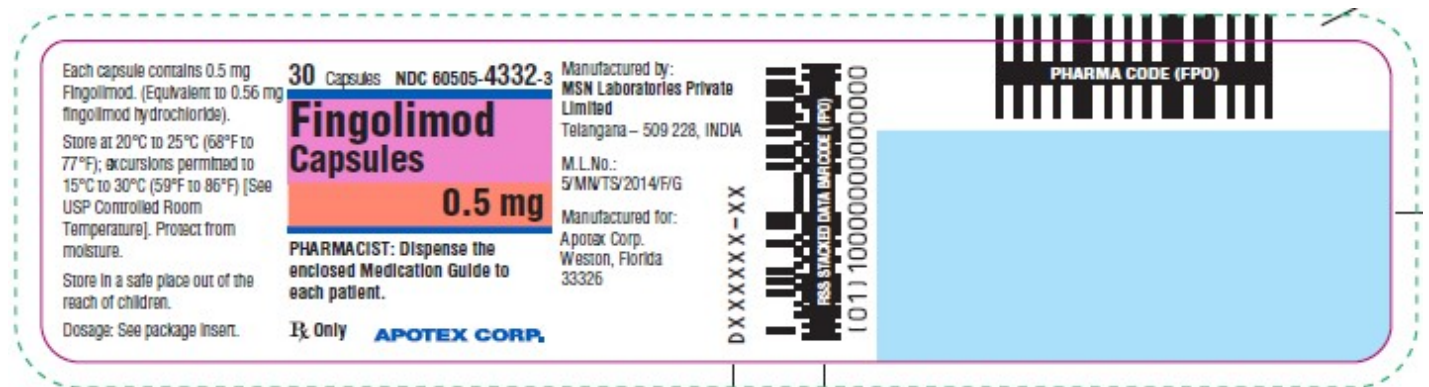 Each capsule contains 0.5 mg
Fingolimod. (Equivalent to 0.56 mg
fingolimod hydrochloride).
Store at 20°C to 25°C (68°F to
77°F); excursions permitted to
15°C to 30°C (59°F to 86°F) [See
USP Controlled Room
Temperature]. Protect from
moisture.
Store in a safe place out of the
reach of children.
Dosage: See package insert.
30 Capsules NDC 60505-4332-3
Fingolimod
Capsules
0.5 mg
PHARMACIST: Dispense the
enclosed Medication Guide to
each patient.
Rx Only
APOTEX CORP.
Manufactured by:
MSN Laboratories Private
Limited
Telangana – 509 228, INDIA
M.L.No.:
5/MN/TS/2014/F/G
Manufactured for:
Apotex Corp.
Weston, Florida
33326
DXXXXXX-XX
RSS STACKED DATA BAR CODE (FPO)
PHARMA CODE (FPO)